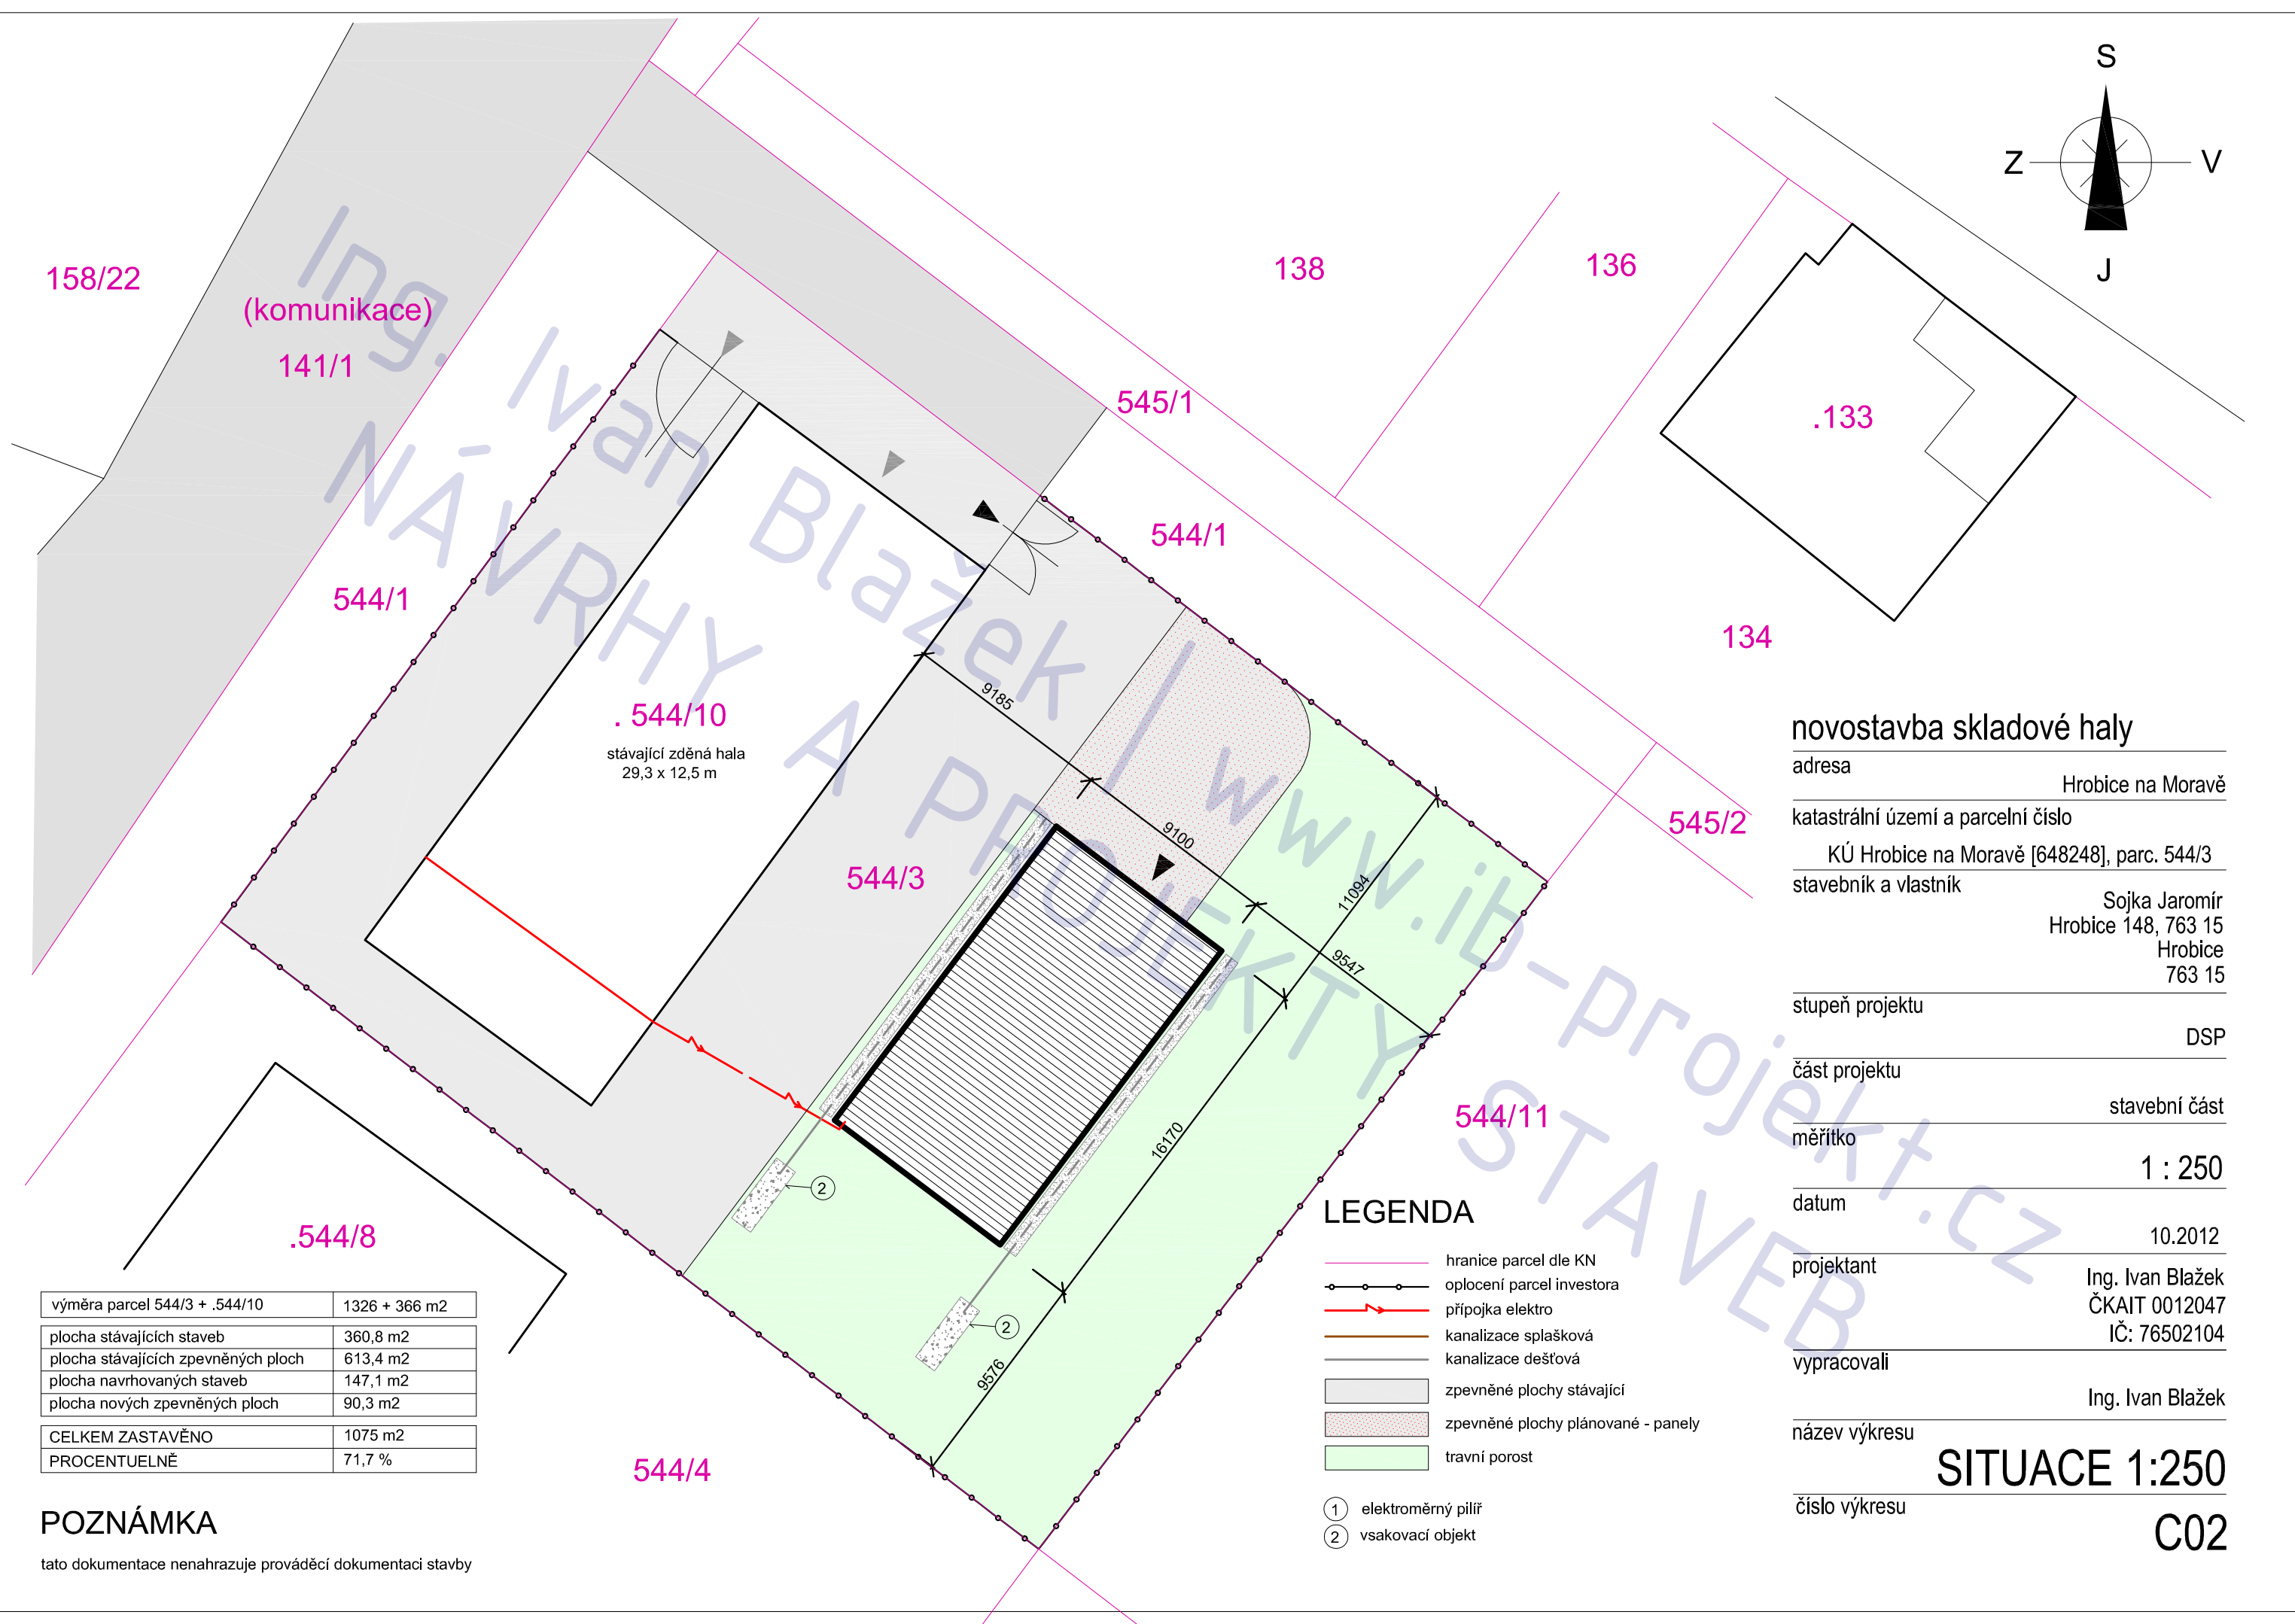 S
Z
V
J
158/22
(komunikace)
141/1
138
136
.133
545/1
544/1
544/1
134
. 544/10
stávající zděná hala
29,3 x 12,5 m
9185
9100
11094
9547
16170
9576
544/3
545/2
544/11
.544/8
544/4
2
2
Ing. Ivan Blažek | www.ib-projekt.cz
NÁVRHY A PROJEKTY STAVEB
výměra parcel 544/3 + .544/10 1326 + 366 m2
plocha stávajících staveb 360,8 m2
plocha stávajících zpevněných ploch 613,4 m2
plocha navrhovaných staveb 147,1 m2
plocha nových zpevněných ploch 90,3 m2
CELKEM ZASTAVĚNO 1075 m2
PROCENTUELNĚ 71,7 %
POZNÁMKA
tato dokumentace nenahrazuje prováděcí dokumentaci stavby
LEGENDA
hranice parcel dle KN
oplocení parcel investora
přípojka elektro
kanalizace splašková
kanalizace dešťová
zpevněné plochy stávající
zpevněné plochy plánované - panely
travní porost
1 elektroměrný pilíř
2 vsakovací objekt
novostavba skladové haly
adresa
Hrobice na Moravě
katastrální území a parcelní číslo
KÚ Hrobice na Moravě [648248], parc. 544/3
stavebník a vlastník
Sojka Jaromír
Hrobice 148, 763 15
Hrobice
763 15
stupeň projektu
DSP
část projektu
stavební část
měřítko
1 : 250
datum
10.2012
projektant
Ing. Ivan Blažek
ČKAIT 0012047
IČ: 76502104
vypracovali
Ing. Ivan Blažek
název výkresu
SITUACE 1:250
číslo výkresu
C02